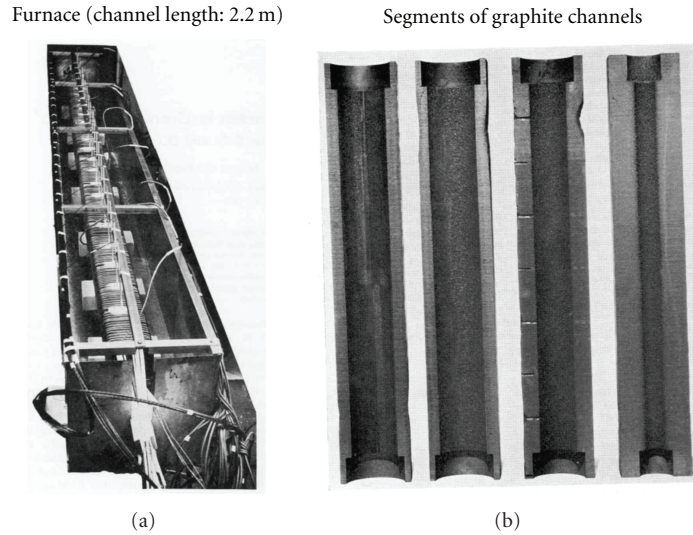 Furnace (channel length: 2.2 m)
Segments of graphite channels
(a)
(b)